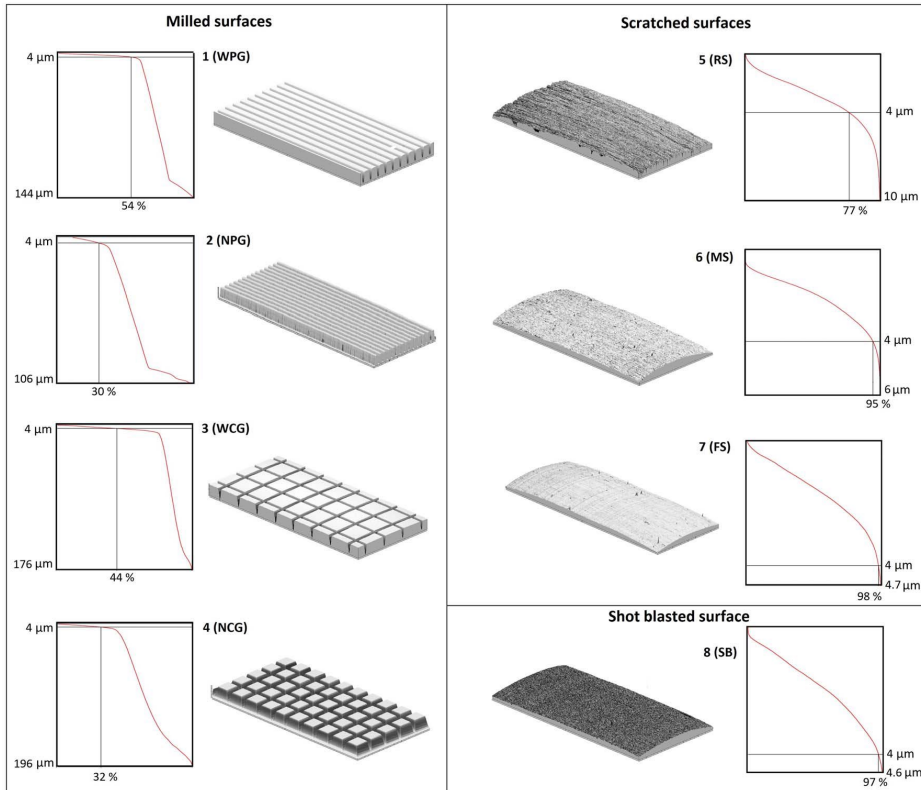 Milled surfaces
4 µm
1 (WPG)
144 µm
54 %
4 µm
2 (NPG)
106 µm
30 %
4 µm
3 (WCG)
176 µm
44 %
4 µm
4 (NCG)
196 µm
32 %
Scratched surfaces
5 (RS)
4 µm
10 µm
77 %
6 (MS)
4 µm
6 µm
95 %
7 (FS)
4 µm
4.7 µm
98 %
Shot blasted surface
8 (SB)
4 µm
4.6 µm
97 %